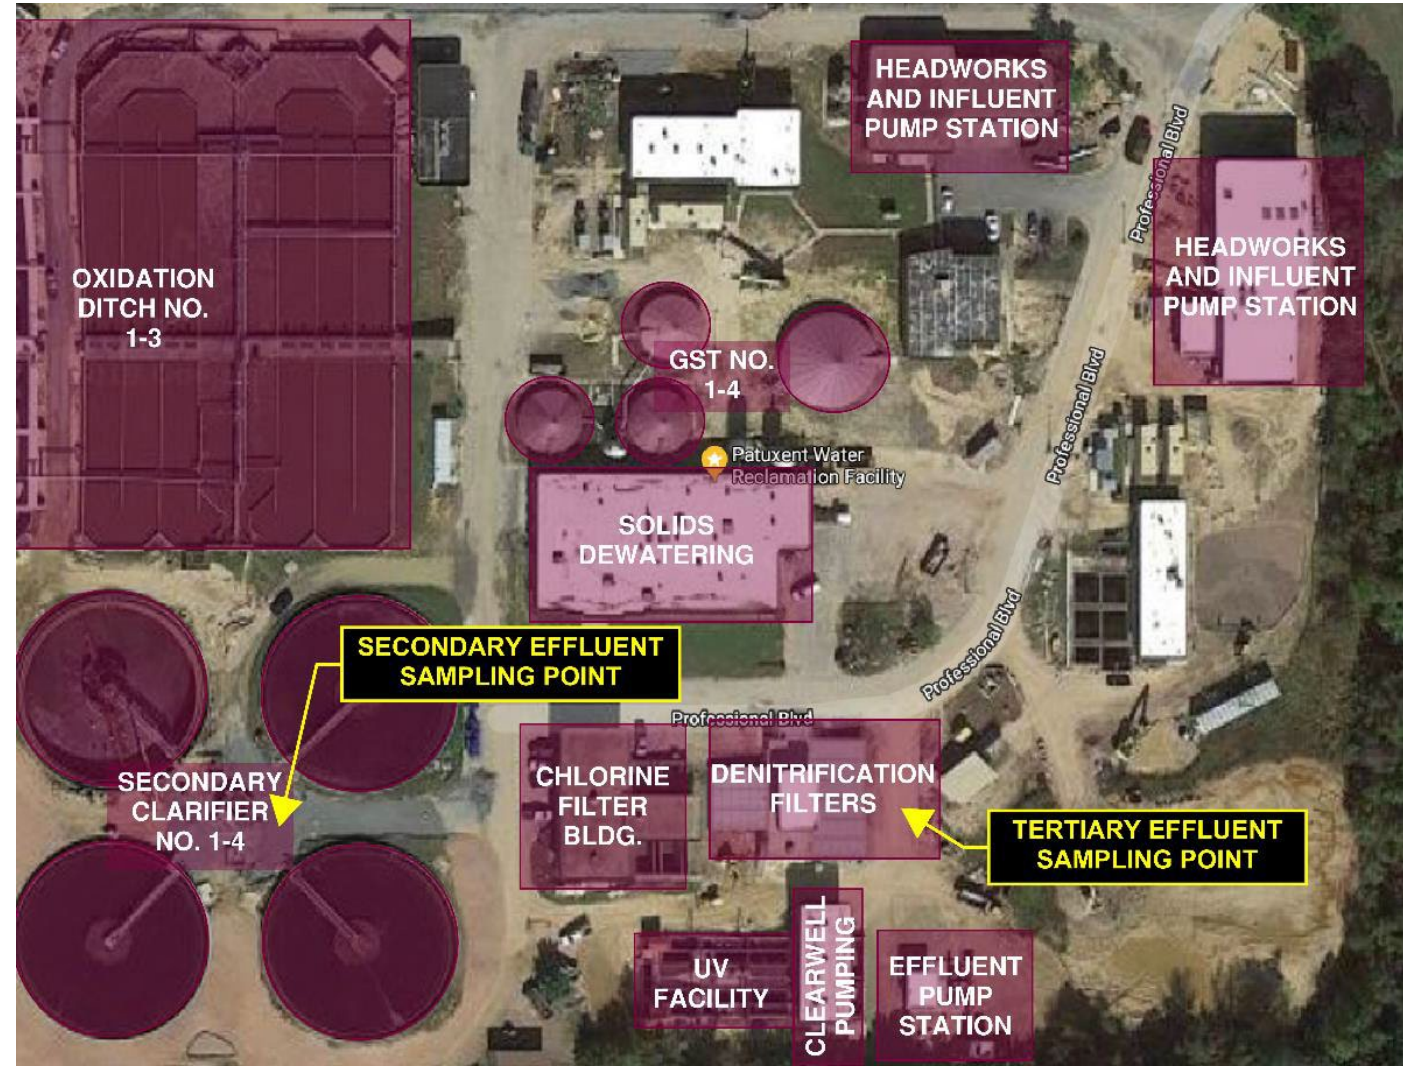 HEADWORKS
AND INFLUENT
PUMP STATION
Professional Blvd
HEADWORKS
AND INFLUENT
PUMP STATION
OXIDATION
DITCH NO.
1-3
GST NO.
1-4
Professional Blvd
Patuxent Water
Reclamation Facility
SOLIDS
DEWATERING
Professional Blvd
SECONDARY EFFLUENT
SAMPLING POINT
Professional Blvd
SECONDARY
CLARIFIER
NO. 1-4
CHLORINE
FILTER
BLDG.
DENITRIFICATION
FILTERS
TERTIARY EFFLUENT
SAMPLING POINT
UV
FACILITY
CLEARWELL
PUMPING
EFFLUENT
PUMP
STATION